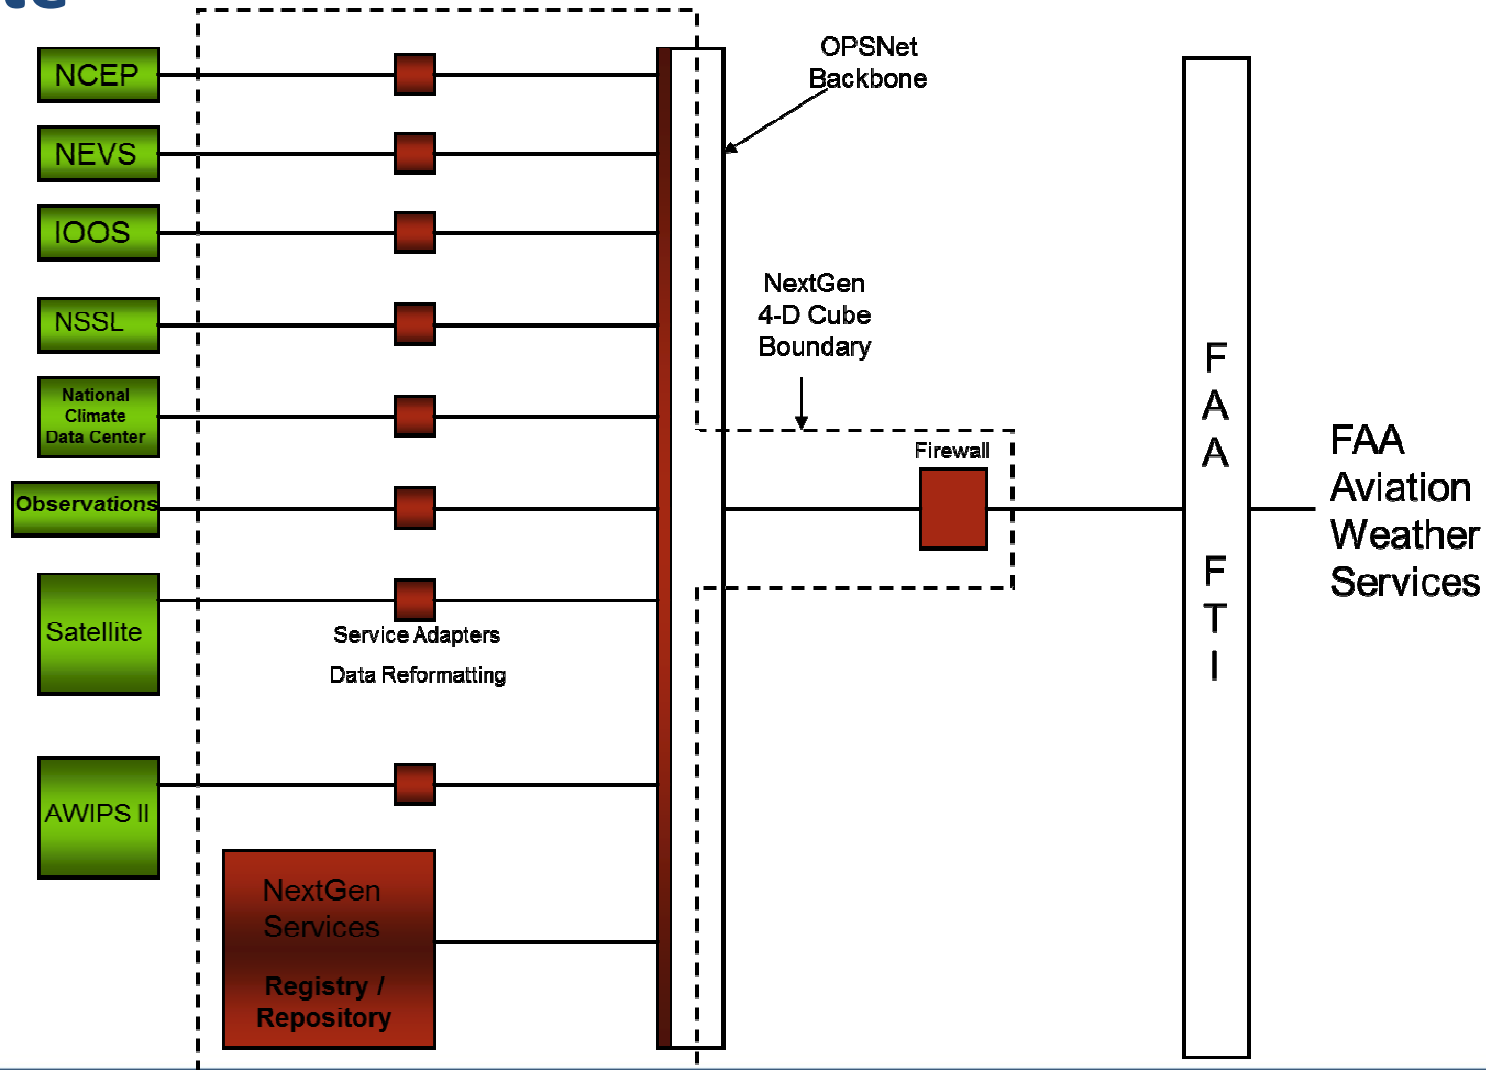 NCEP
NEVS
IOOS
NSSL
National
Climate
Data Center
Observations
Satellite
AWIPS II
Service Adapters
Data Reformatting
NextGen
Services
Registry /
Repository
OPSNet
Backbone
NextGen
4-D Cube
Boundary
Firewall
F
A
A
F
T
I
FAA
Aviation
Weather
Services